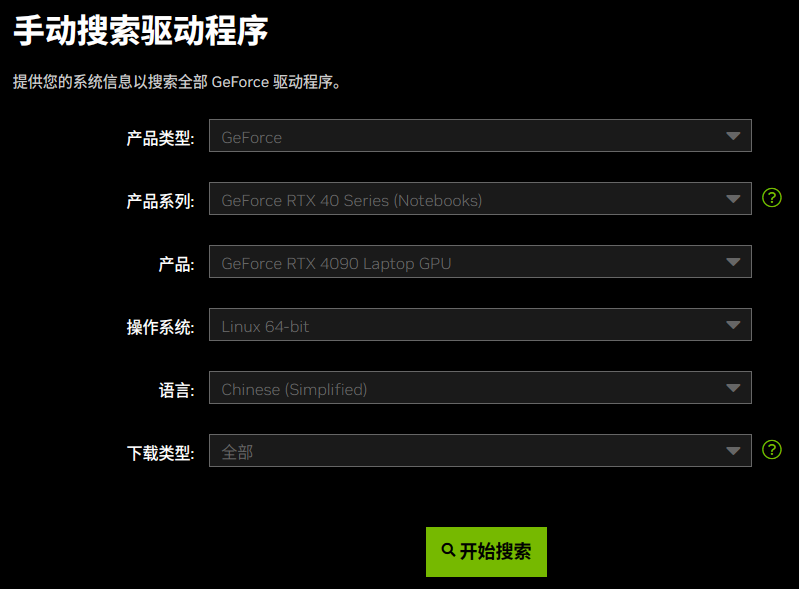 手动搜索驱动程序
提供您的系统信息以搜索全部 GeForce 驱动程序。
产品类型: GeForce
产品系列: GeForce RTX 40 Series (Notebooks) ?
产品: GeForce RTX 4090 Laptop GPU
操作系统: Linux 64-bit
语言: Chinese (Simplified)
下载类型: 全部 ?
开始搜索